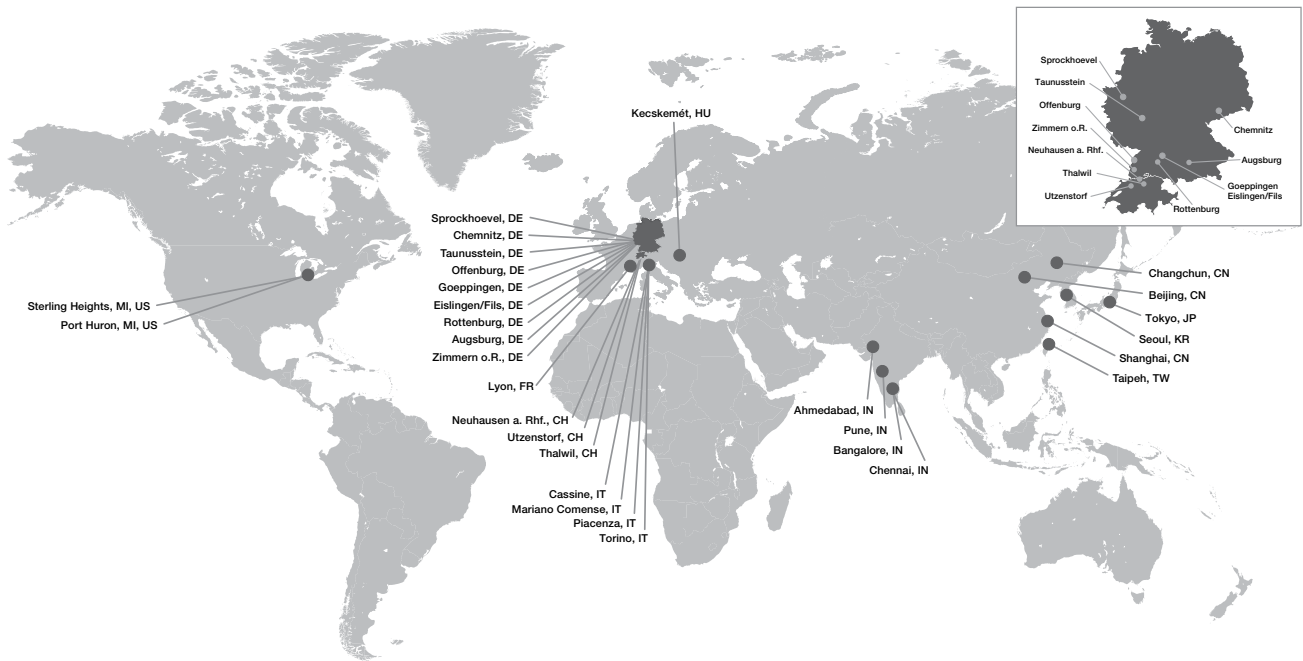 Kecskemét, HU
Sprockhoevel, DE
Chemnitz, DE
Taunusstein, DE
Offenburg, DE
Goeppingen, DE
Eislingen/Fils, DE
Rottenburg, DE
Augsburg, DE
Zimmern o.R., DE
Lyon, FR
Neuhausen a. Rhf., CH
Utzenstorf, CH
Thalwil, CH
Cassine, IT
Mariano Comense, IT
Piacenza, IT
Torino, IT
Sterling Heights, MI, US
Port Huron, MI, US
Ahmedabad, IN
Pune, IN
Bangalore, IN
Chennai, IN
Changchun, CN
Beijing, CN
Tokyo, JP
Seoul, KR
Shanghai, CN
Taipeh, TW
Sprockhoevel
Taunusstein
Offenburg
Zimmern o.R.
Neuhausen a. Rhf.
Thalwil
Utzenstorf
Chemnitz
Augsburg
Goeppingen
Eislingen/Fils
Rottenburg